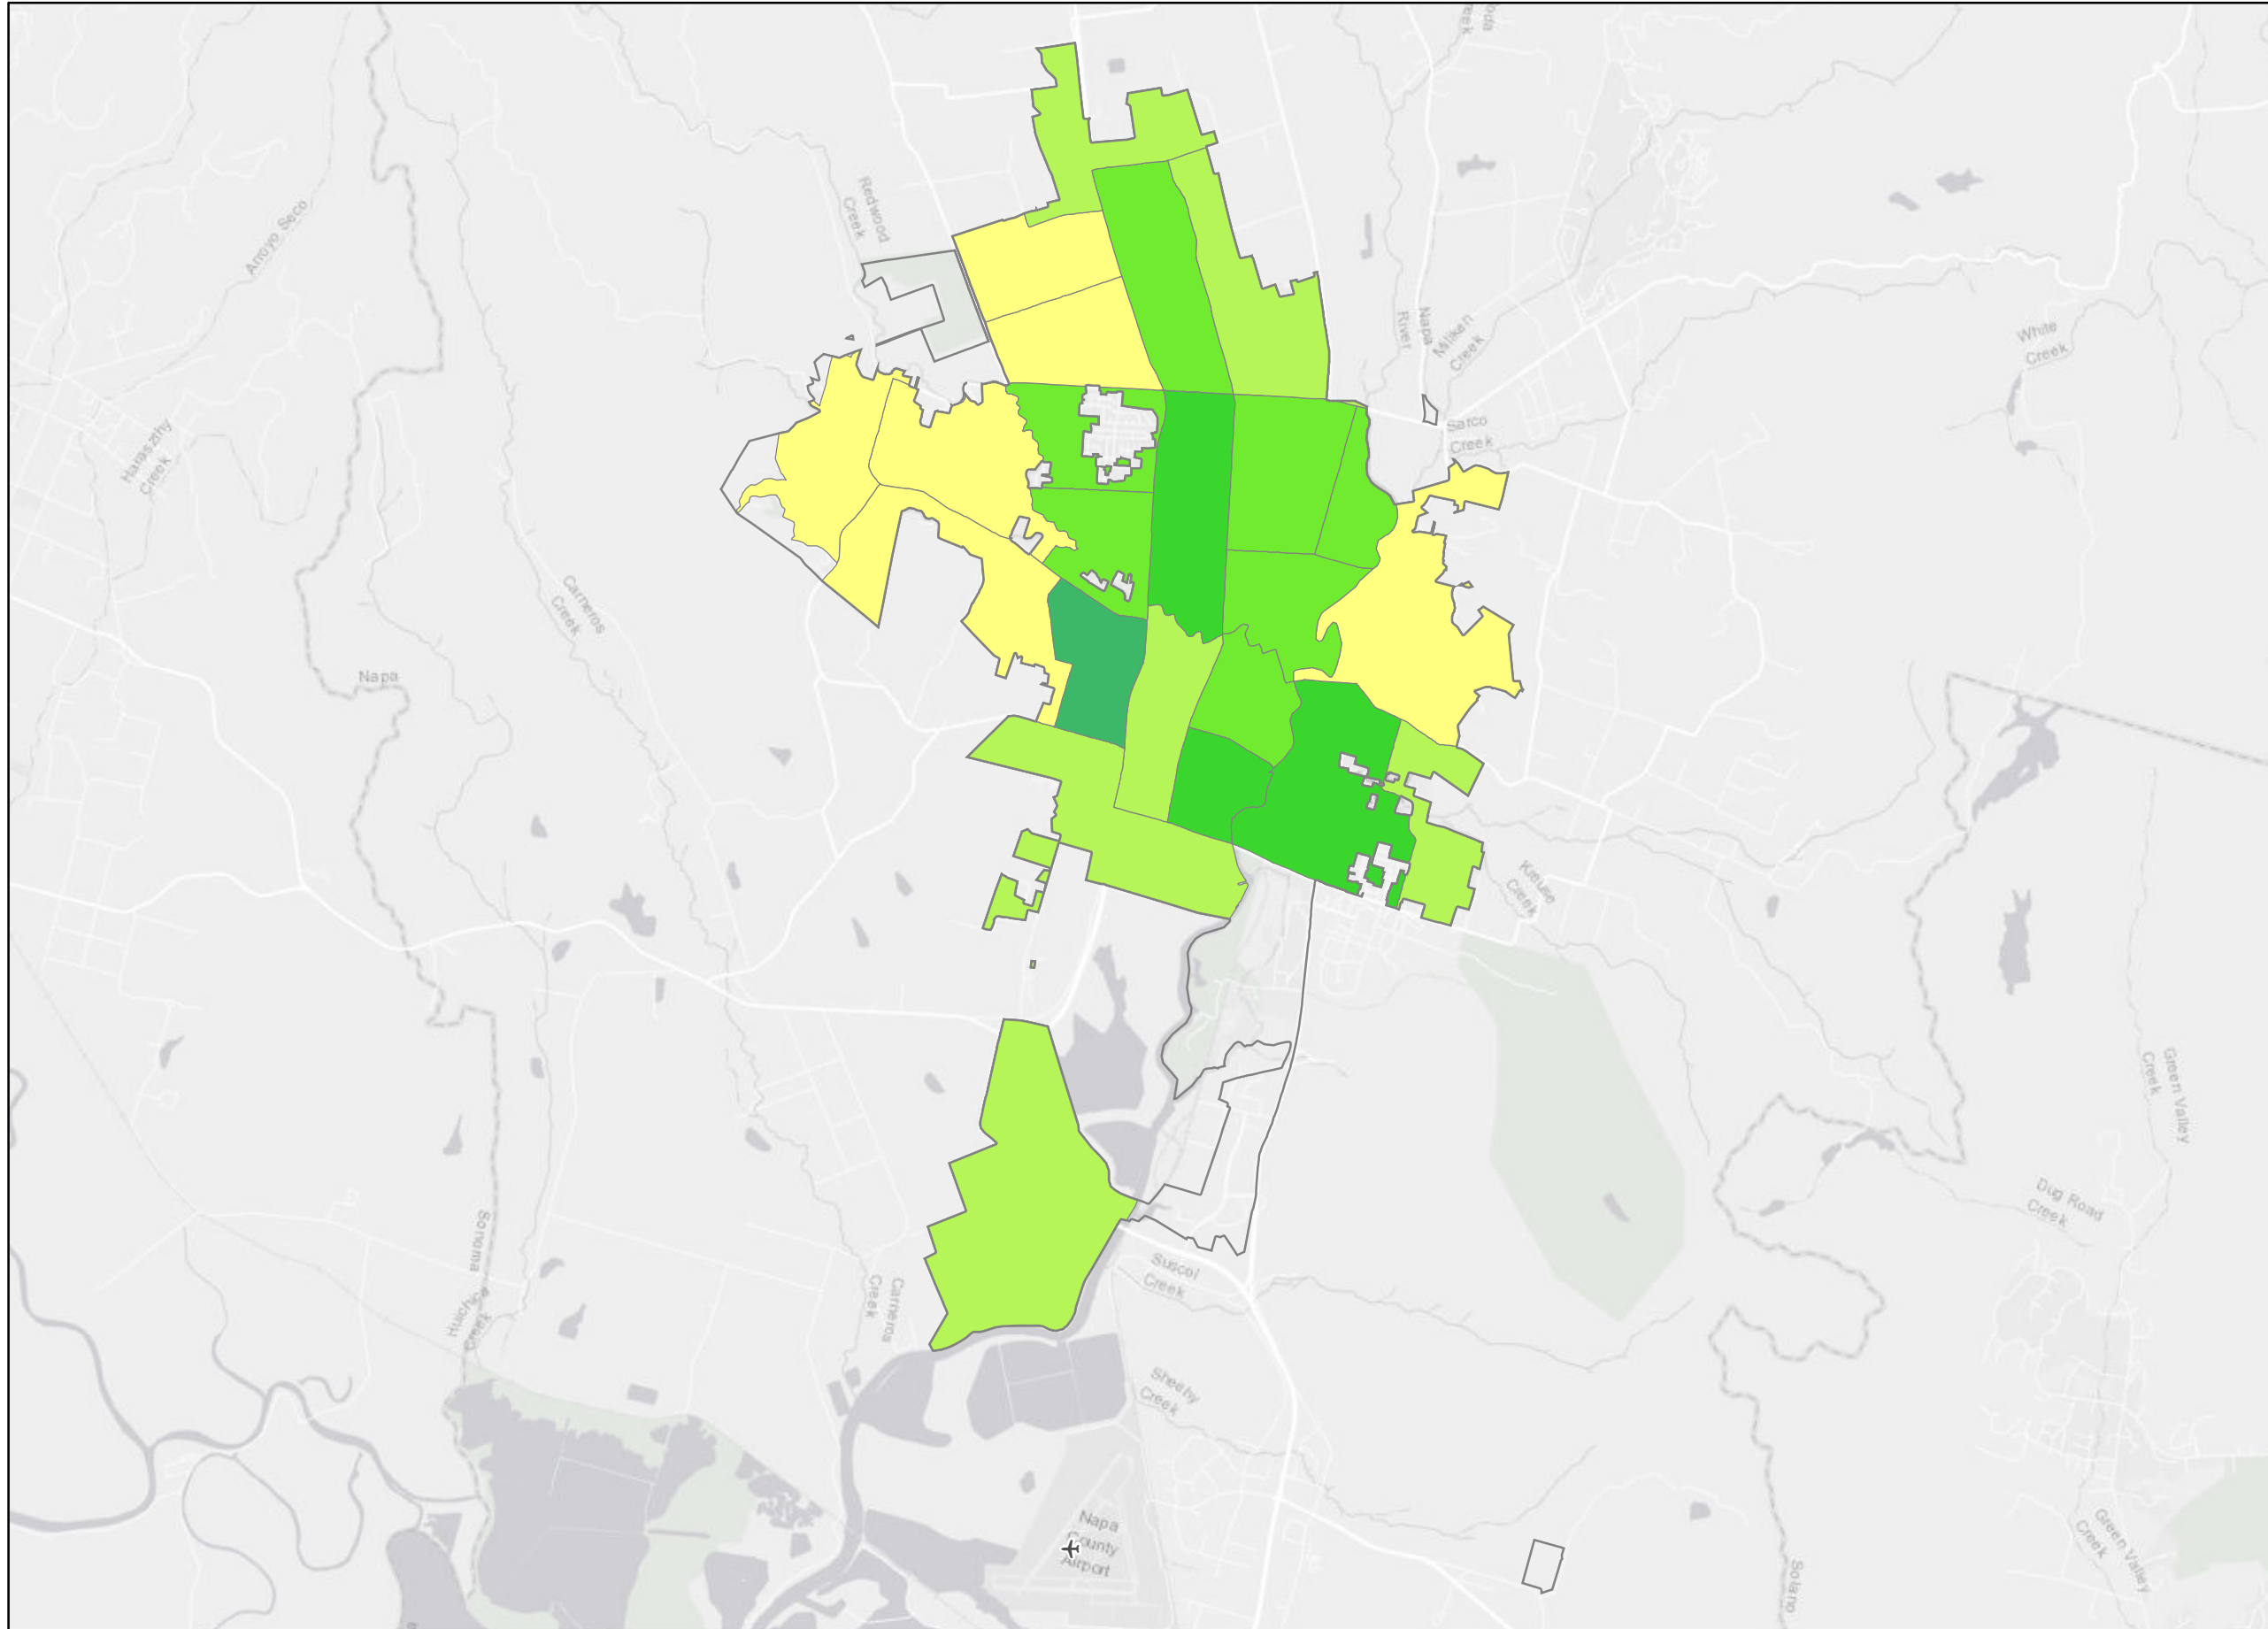 Redwood
Creek
Arroyo Seco
Napa
River
Milliken
Creek
White
Creek
Sarco
Creek
Haraszthy
Creek
Carneros
Creek
Napa
Kreuse
Creek
Green Valley
Creek
Dug Road
Creek
Sonoma
Suscol
Creek
Huichica
Creek
Carneros
Creek
Sheehy
Creek
Napa
County
Airport
Green Valley
Creek
Solano